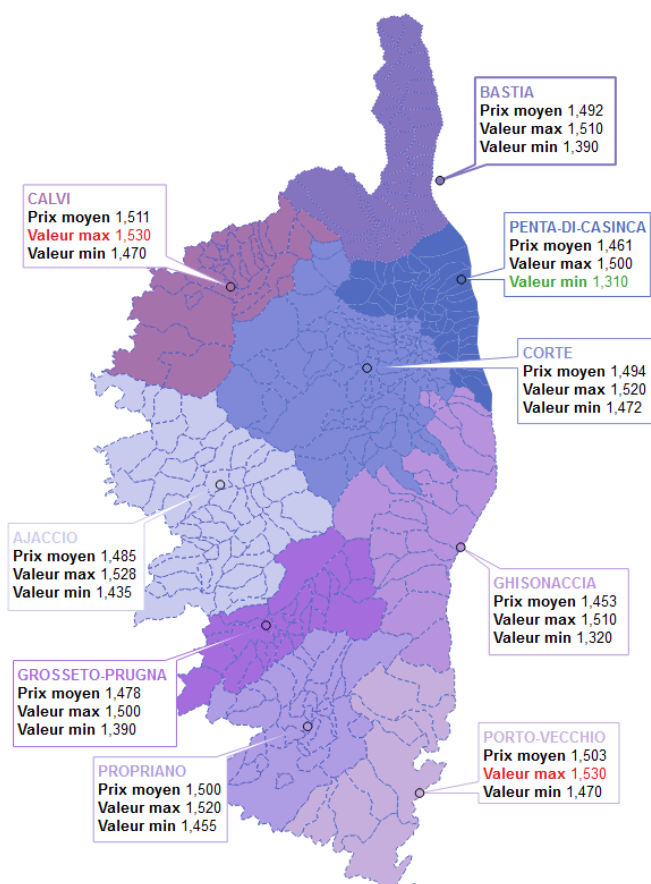 BASTIA
Prix moyen 1,492
Valeur max 1,510
Valeur min 1,390
CALVI
Prix moyen 1,511
Valeur max 1,530
Valeur min 1,470
PENTA-DI-CASINCA
Prix moyen 1,461
Valeur max 1,500
Valeur min 1,310
CORTE
Prix moyen 1,494
Valeur max 1,520
Valeur min 1,472
AJACCIO
Prix moyen 1,485
Valeur max 1,528
Valeur min 1,435
GHISONACCIA
Prix moyen 1,453
Valeur max 1,510
Valeur min 1,320
GROSSETO-PRUGNA
Prix moyen 1,478
Valeur max 1,500
Valeur min 1,390
PORTO-VECCHIO
Prix moyen 1,503
Valeur max 1,530
Valeur min 1,470
PROPRIANO
Prix moyen 1,500
Valeur max 1,520
Valeur min 1,455